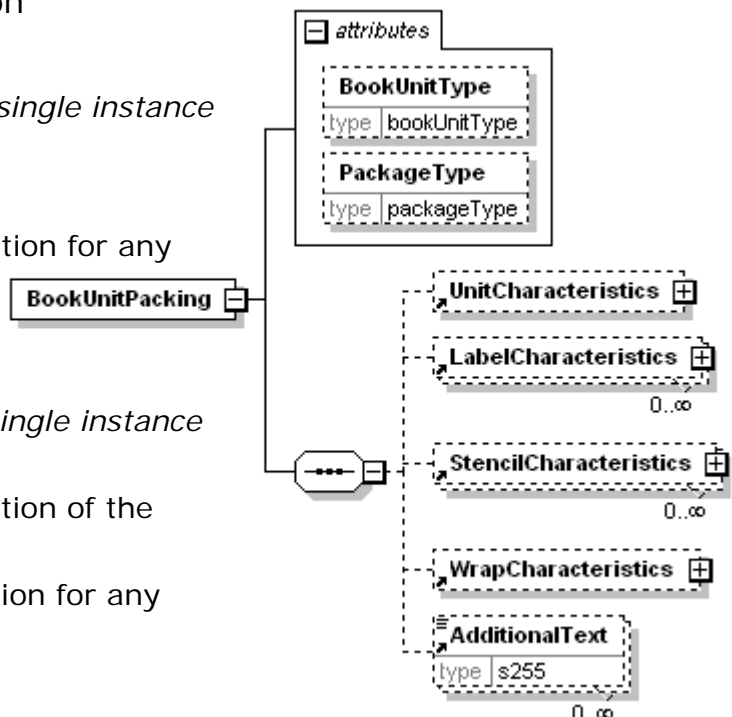 on
single instance
tion for any
ingle instance
tion of the
ion for any
attributes
BookUnitType
type bookUnitType
PackageType
type packageType
BookUnitPacking
UnitCharacteristics
LabelCharacteristics
0..∞
StencilCharacteristics
0..∞
WrapCharacteristics
AdditionalText
type s255
0..∞